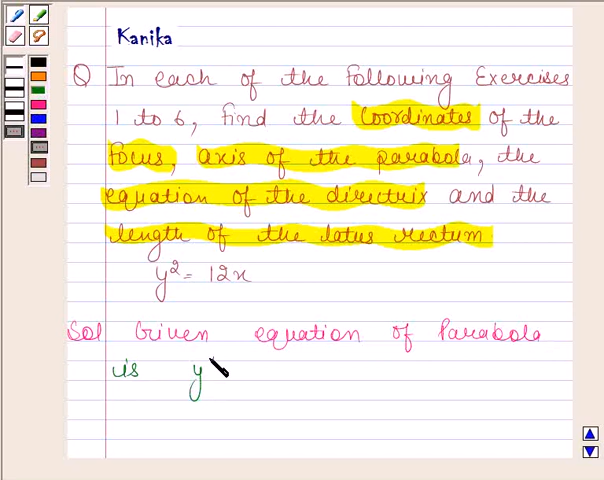 Kanika
Q In each of the following Exercises
1 to 6, find the coordinates of the
focus, axis of the parabola, the
equation of the directrix and the
length of the latus rectum
y² = 12x
Sol Given equation of Parabola
is y